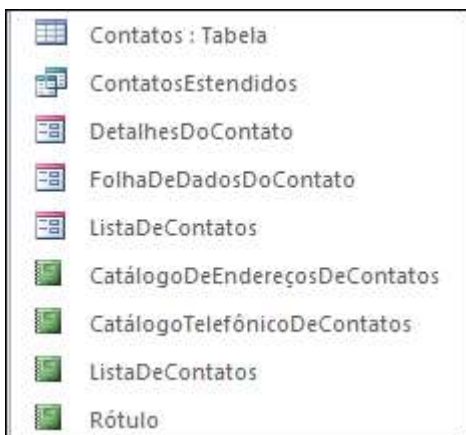 Contatos : Tabela
ContatosEstendidos
DetalhesDoContato
FolhaDeDadosDoContato
ListaDeContatos
CatálogoDeEndereçosDeContatos
CatálogoTelefônicoDeContatos
ListaDeContatos
Rótulo